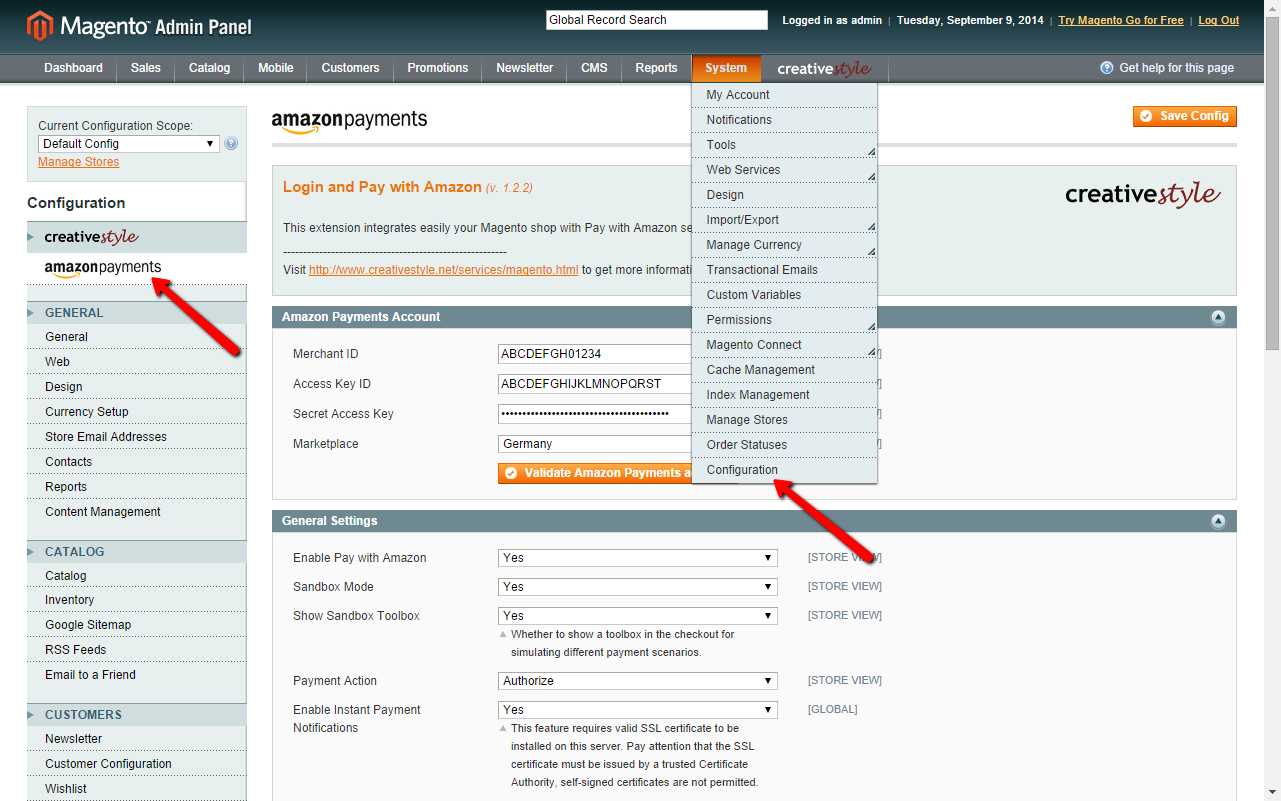 Magento™ Admin Panel
Global Record Search
Logged in as admin | Tuesday, September 9, 2014 | Try Magento Go for Free | Log Out
Dashboard Sales Catalog Mobile Customers Promotions Newsletter CMS Reports System creativestyle Get help for this page
My Account
Notifications
Tools
Web Services
Design
Import/Export
Manage Currency
Transactional Emails
Custom Variables
Permissions
Magento Connect
Cache Management
Index Management
Manage Stores
Order Statuses
Configuration
Current Configuration Scope:
Default Config
Manage Stores
Configuration
creativestyle
amazonpayments
GENERAL
General
Web
Design
Currency Setup
Store Email Addresses
Contacts
Reports
Content Management
CATALOG
Catalog
Inventory
Google Sitemap
RSS Feeds
Email to a Friend
CUSTOMERS
Newsletter
Customer Configuration
Wishlist
amazonpayments
Save Config
Login and Pay with Amazon (v. 1.2.2)
creativestyle
This extension integrates easily your Magento shop with Pay with Amazon se
--------------------------------------------------------
Visit http://www.creativestyle.net/services/magento.html to get more informati
Amazon Payments Account
Merchant ID ABCDEFGH01234
Access Key ID ABCDEFGHIJKLMNOPQRST
Secret Access Key
Marketplace Germany
Validate Amazon Payments a
General Settings
Enable Pay with Amazon Yes [STORE VIEW]
Sandbox Mode Yes [STORE VIEW]
Show Sandbox Toolbox Yes [STORE VIEW]
Whether to show a toolbox in the checkout for
simulating different payment scenarios.
Payment Action Authorize [STORE VIEW]
Enable Instant Payment Yes [GLOBAL]
Notifications
This feature requires valid SSL certificate to be
installed on this server. Pay attention that the SSL
certificate must be issued by a trusted Certificate
Authority, self-signed certificates are not permitted.